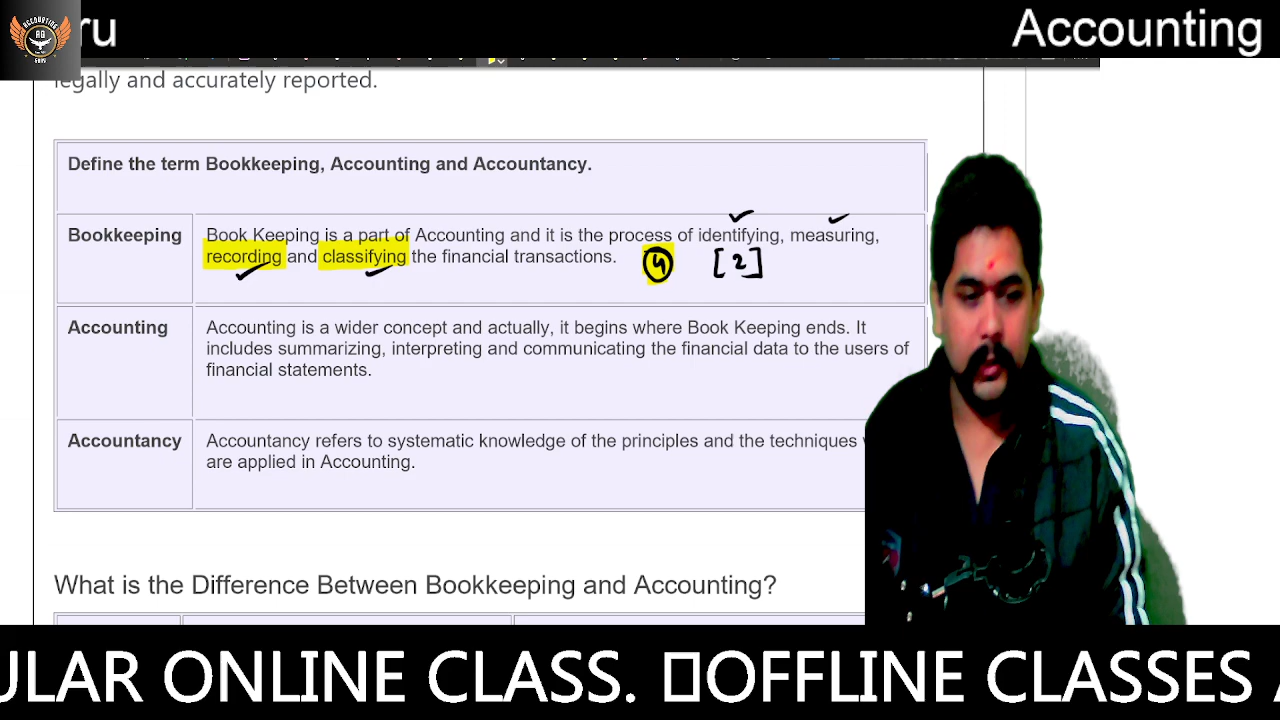 ru
Accounting
ACCOUNTING
AG
legally and accurately reported.
Define the term Bookkeeping, Accounting and Accountancy.
Bookkeeping
Book Keeping is a part of Accounting and it is the process of identifying, measuring,
recording and classifying the financial transactions. 4 [2]
Accounting
Accounting is a wider concept and actually, it begins where Book Keeping ends. It
includes summarizing, interpreting and communicating the financial data to the users of
financial statements.
Accountancy
Accountancy refers to systematic knowledge of the principles and the techniques
are applied in Accounting.
What is the Difference Between Bookkeeping and Accounting?
ULAR ONLINE CLASS. OFFLINE CLASSES